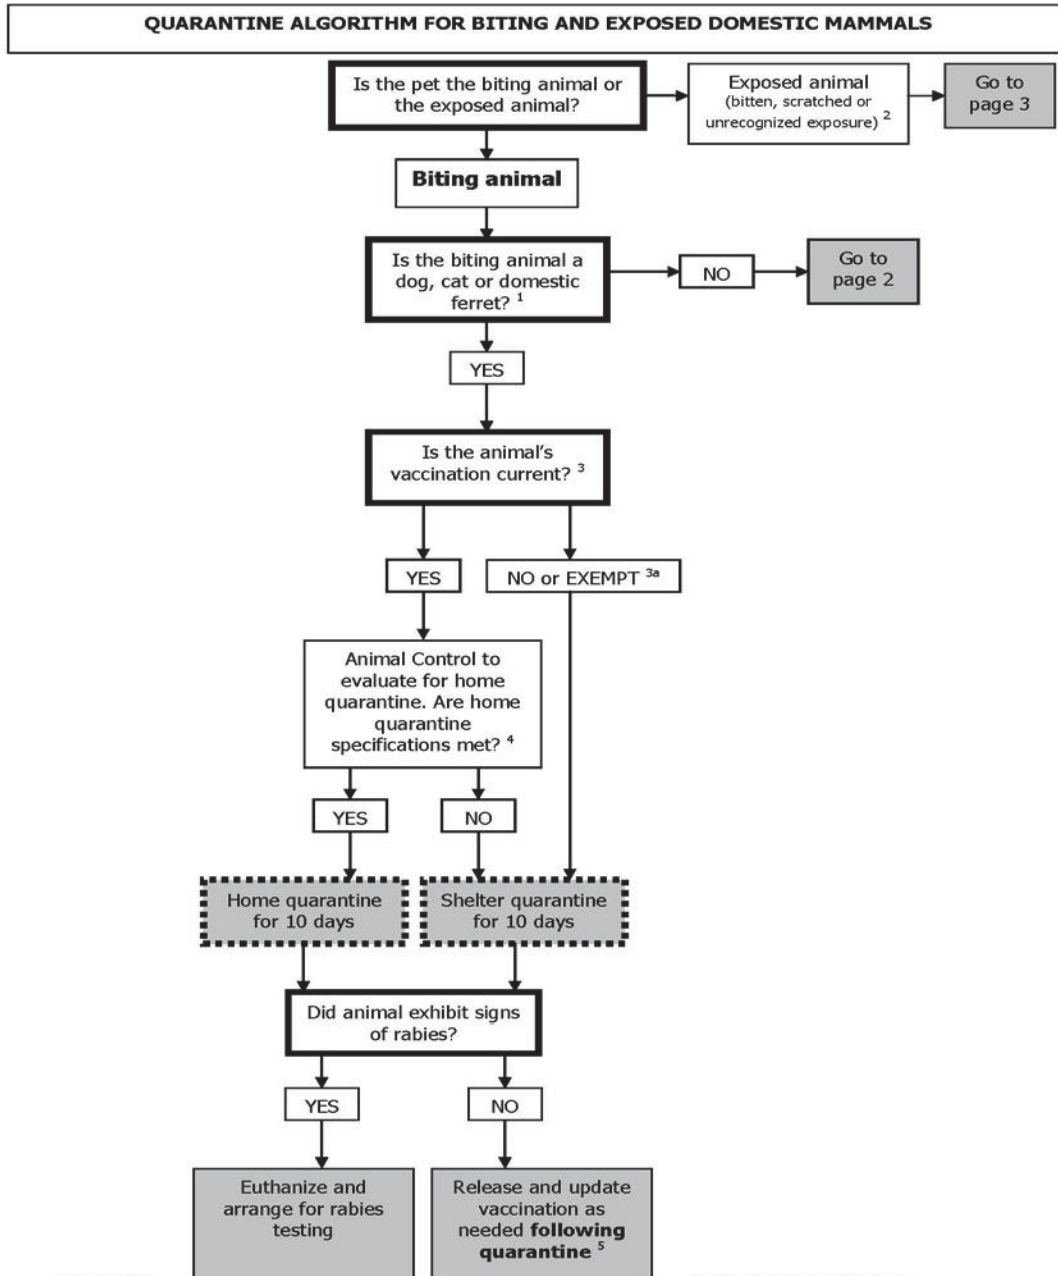 QUARANTINE ALGORITHM FOR BITING AND EXPOSED DOMESTIC MAMMALS
Is the pet the biting animal or
the exposed animal?
Exposed animal
(bitten, scratched or
unrecognized exposure) 2
Go to
page 3
Biting animal
Is the biting animal a
dog, cat or domestic
ferret? 1
NO
Go to
page 2
YES
Is the animal's
vaccination current? 3
YES
NO or EXEMPT 3a
Animal Control to
evaluate for home
quarantine. Are home
quarantine
specifications met? 4
YES
NO
Home quarantine
for 10 days
Shelter quarantine
for 10 days
Did animal exhibit signs
of rabies?
YES
NO
Euthanize and
arrange for rabies
testing
Release and update
vaccination as
needed following
quarantine 5